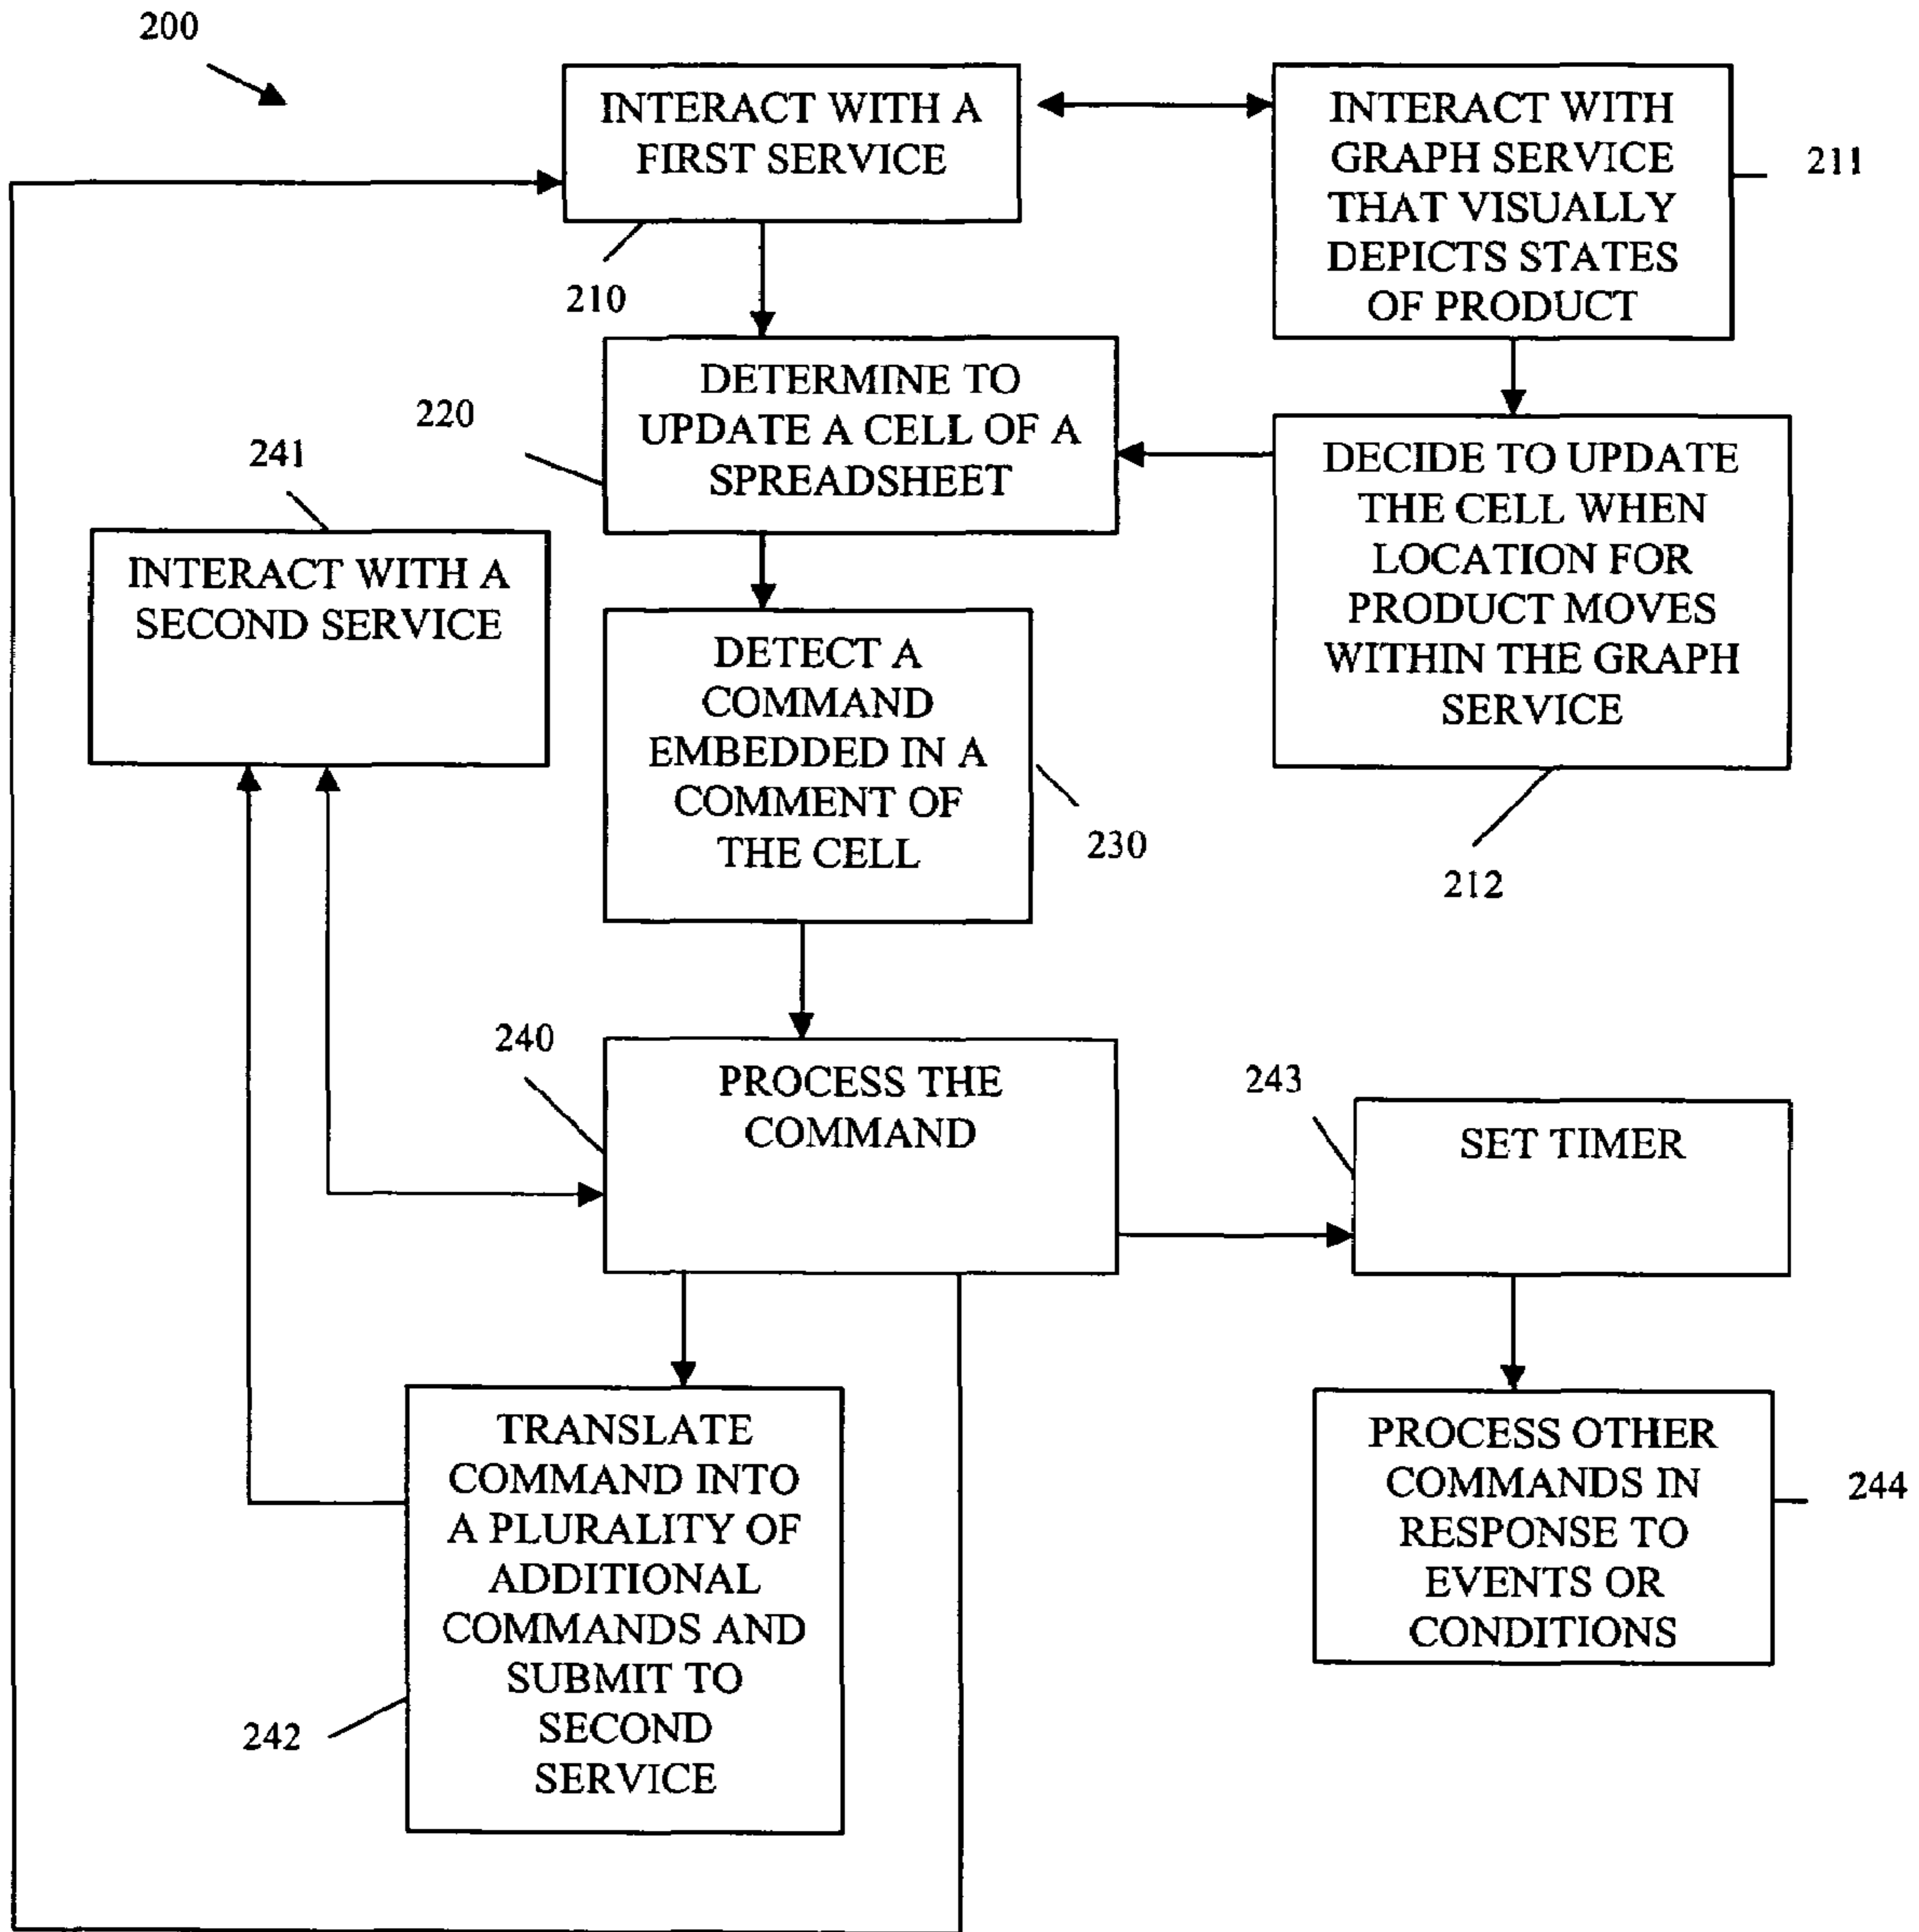 200
INTERACT WITH A
FIRST SERVICE
210
INTERACT WITH
GRAPH SERVICE
THAT VISUALLY
DEPICTS STATES
OF PRODUCT
211
DETERMINE TO
UPDATE A CELL OF A
SPREADSHEET
220
DECIDE TO UPDATE
THE CELL WHEN
LOCATION FOR
PRODUCT MOVES
WITHIN THE GRAPH
SERVICE
212
241
INTERACT WITH A
SECOND SERVICE
DETECT A
COMMAND
EMBEDDED IN A
COMMENT OF
THE CELL
230
240
PROCESS THE
COMMAND
243
SET TIMER
TRANSLATE
COMMAND INTO
A PLURALITY OF
ADDITIONAL
COMMANDS AND
SUBMIT TO
SECOND
SERVICE
242
PROCESS OTHER
COMMANDS IN
RESPONSE TO
EVENTS OR
CONDITIONS
244